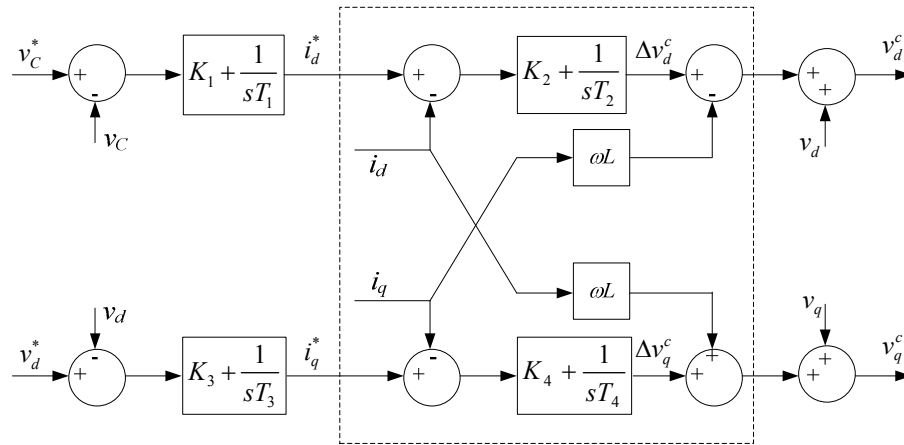 v_C^* + - v_C
K_1 + 1/(sT_1)
i_d^*
+ -
K_2 + 1/(sT_2)
Δv_d^c
+ -
+ +
v_d^c
v_d
i_d
ωL
i_q
ωL
v_d
v_d^* + -
K_3 + 1/(sT_3)
i_q^*
+ -
K_4 + 1/(sT_4)
Δv_q^c
+ +
v_q
+ +
v_q^c